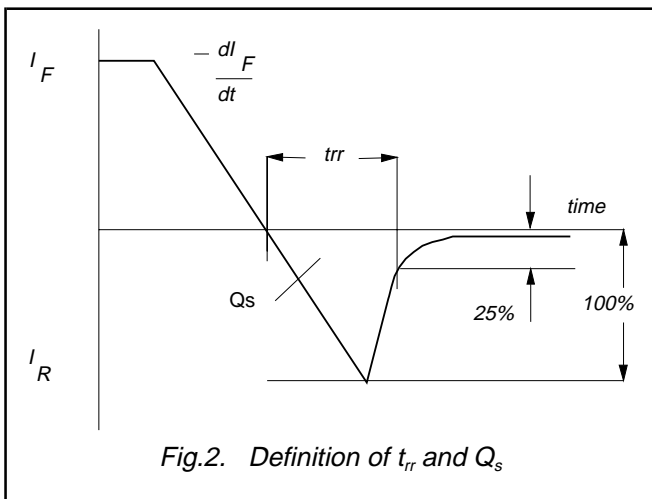 I F
- dI F
dt
trr
time
Qs
25%
100%
I R
Fig.2. Definition of trr and Qs